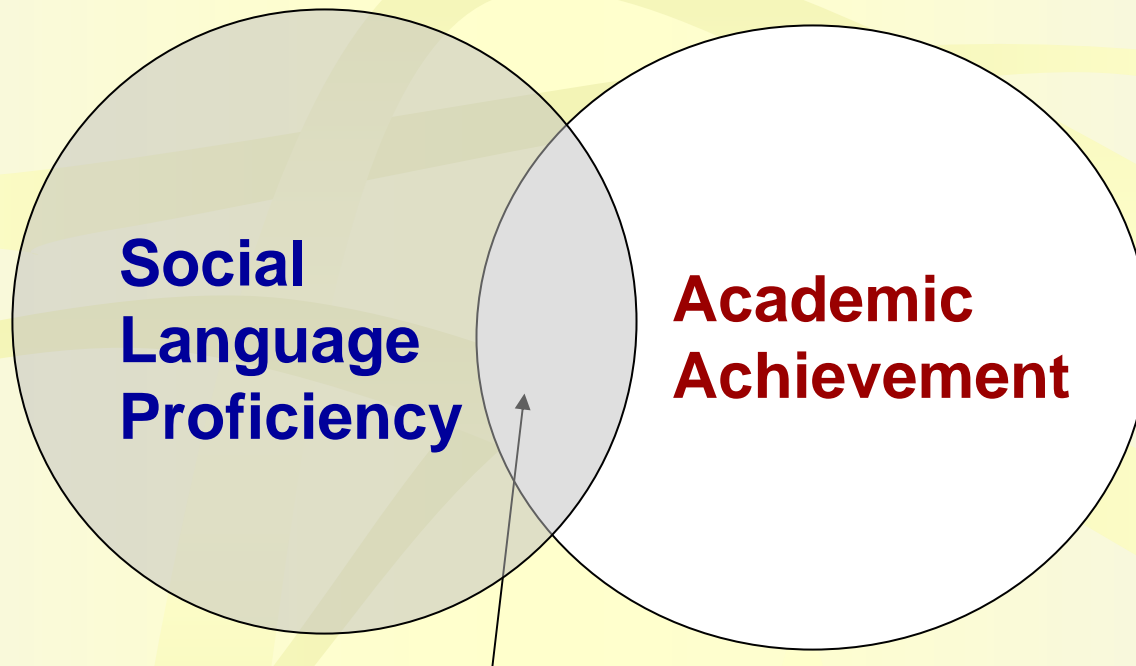 Social
Language
Proficiency
Academic
Achievement